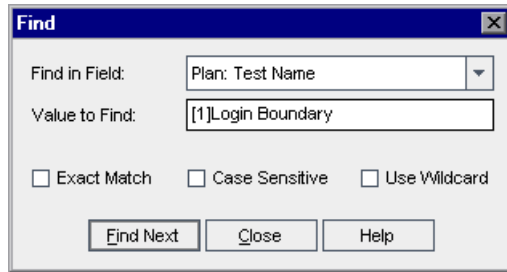 Find
Find in Field: Plan: Test Name
Value to Find: [1]Login Boundary
Exact Match Case Sensitive Use Wildcard
Find Next Close Help